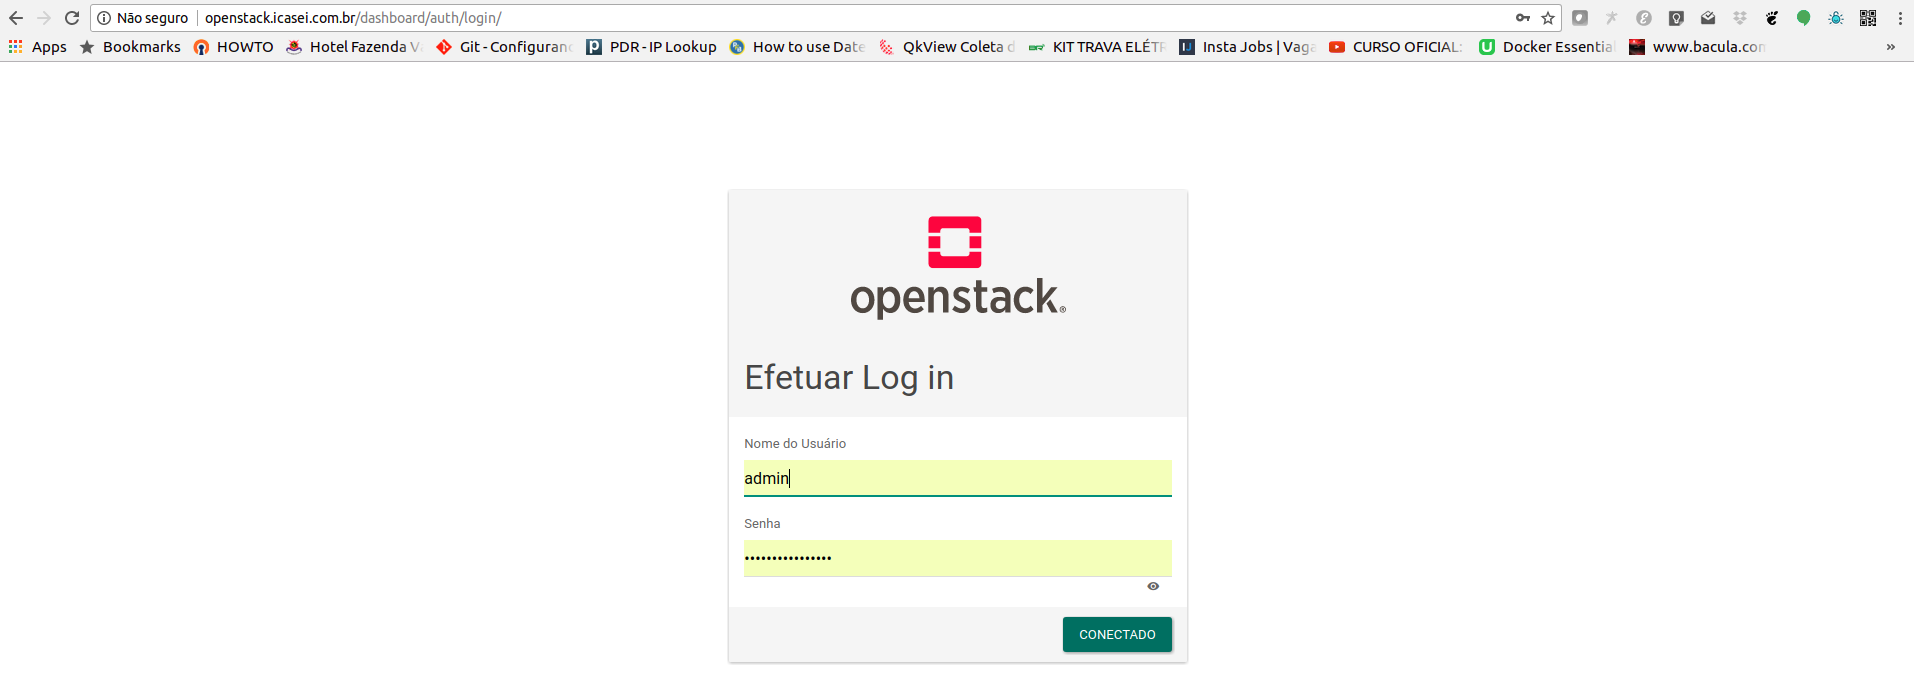 Não seguro openstack.icasei.com.br/dashboard/auth/login/
Apps Bookmarks HOWTO Hotel Fazenda Git - Configuran PDR - IP Lookup How to use Date QkView Coleta d KIT TRAVA ELÉTR Insta Jobs | Vaga CURSO OFICIAL: Docker Essential www.bacula.com »
openstack®
Efetuar Log in
Nome do Usuário
admin
Senha
••••••••••••••••
CONECTADO